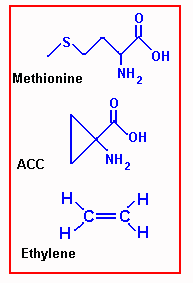 O
S
OH
NH2
Methionine
O
OH
NH2
ACC
H H
C=C
H H
Ethylene